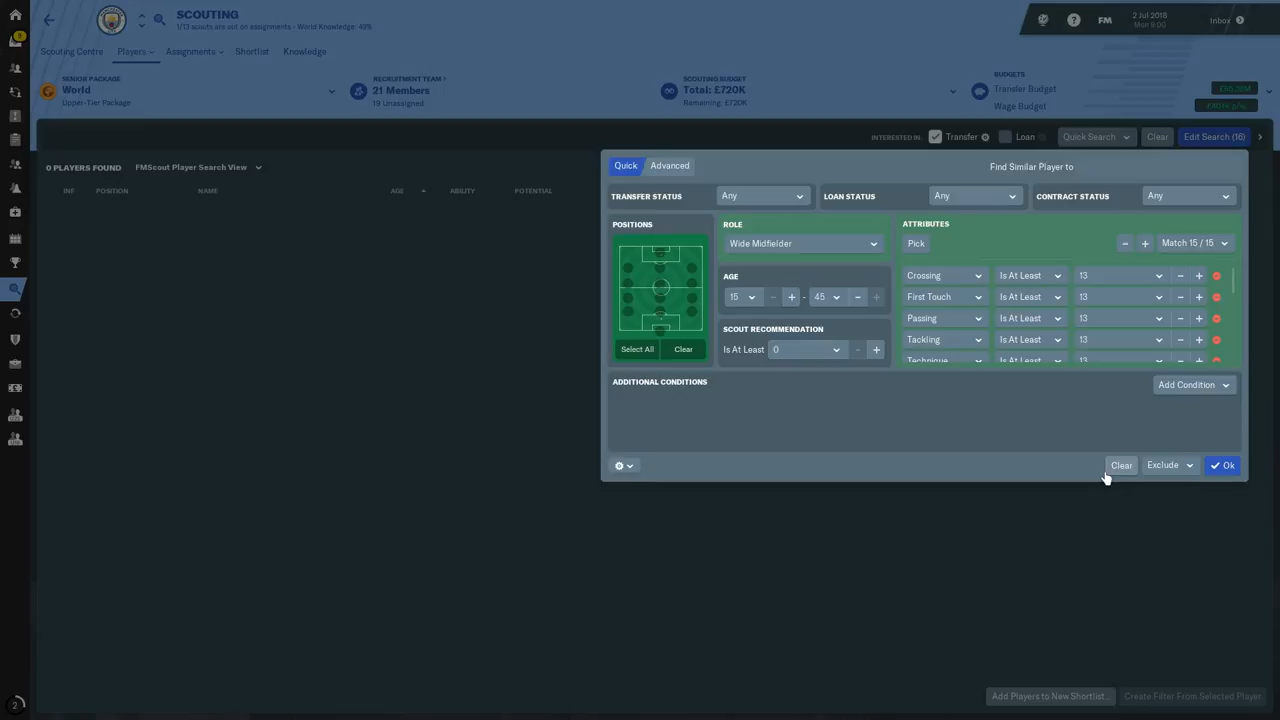 SCOUTING
1/13 scouts are out on assignments - World Knowledge: 49%
FM
2 Jul 2018
Mon 9:00
Inbox
Scouting Centre Players Assignments Shortlist Knowledge
SENIOR PACKAGE
World
Upper-Tier Package
RECRUITMENT TEAM
21 Members
19 Unassigned
SCOUTING BUDGET
Total: £720K
Remaining: £720K
BUDGETS
Transfer Budget
Wage Budget
INTERESTED IN: Transfer Loan Quick Search Clear Edit Search (16)
0 PLAYERS FOUND FMScout Player Search View
INF POSITION NAME AGE ABILITY POTENTIAL
Quick Advanced Find Similar Player to
TRANSFER STATUS Any LOAN STATUS Any CONTRACT STATUS Any
POSITIONS
Select All Clear
ROLE
Wide Midfielder
AGE
15 - + - 45 - +
SCOUT RECOMMENDATION
Is At Least 0 - +
ATTRIBUTES
Pick - + Match 15 / 15
Crossing Is At Least 13 - +
First Touch Is At Least 13 - +
Passing Is At Least 13 - +
Tackling Is At Least 13 - +
Technique Is At Least 13 - +
ADDITIONAL CONDITIONS
Add Condition
Clear Exclude Ok
Add Players to New Shortlist... Create Filter From Selected Player
2